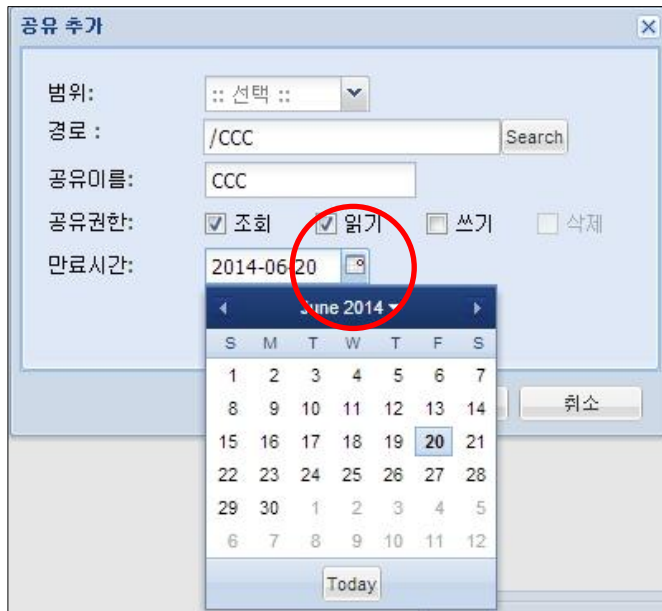 공유 추가
범위: :: 선택 ::
경로 : /CCC Search
공유이름: CCC
공유권한: 조회 읽기 쓰기 삭제
만료시간: 2014-06-20
June 2014
S M T W T F S
1 2 3 4 5 6 7
8 9 10 11 12 13 14
15 16 17 18 19 20 21
22 23 24 25 26 27 28
29 30 1 2 3 4 5
6 7 8 9 10 11 12
Today
취소